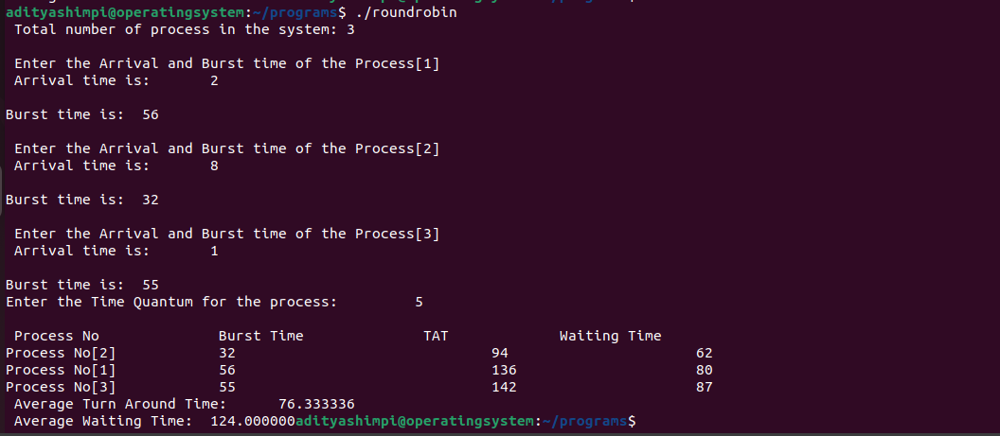 adityashimpi@operatingsystem:~/programs$ ./roundrobin
Total number of process in the system: 3
Enter the Arrival and Burst time of the Process[1]
Arrival time is: 2
Burst time is: 56
Enter the Arrival and Burst time of the Process[2]
Arrival time is: 8
Burst time is: 32
Enter the Arrival and Burst time of the Process[3]
Arrival time is: 1
Burst time is: 55
Enter the Time Quantum for the process: 5
Process No Burst Time TAT Waiting Time
Process No[2] 32 94 62
Process No[1] 56 136 80
Process No[3] 55 142 87
Average Turn Around Time: 76.333336
Average Waiting Time: 124.000000adityashimpi@operatingsystem:~/programs$